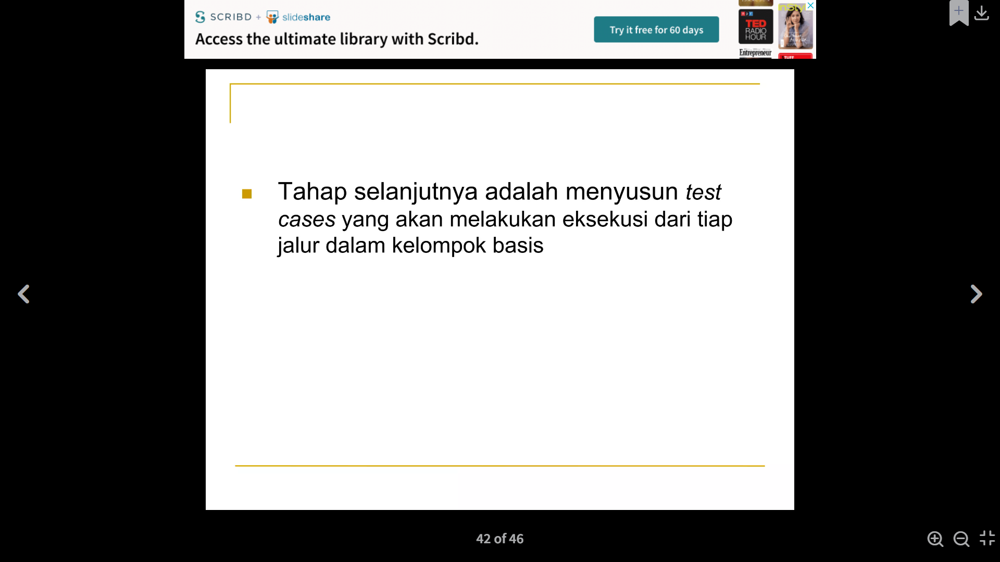 SCRIBD + slideshare
Access the ultimate library with Scribd.
Try it free for 60 days
TED
RADIO
HOUR
Entrepreneur
InStyl
Tahap selanjutnya adalah menyusun test
cases yang akan melakukan eksekusi dari tiap
jalur dalam kelompok basis
42 of 46